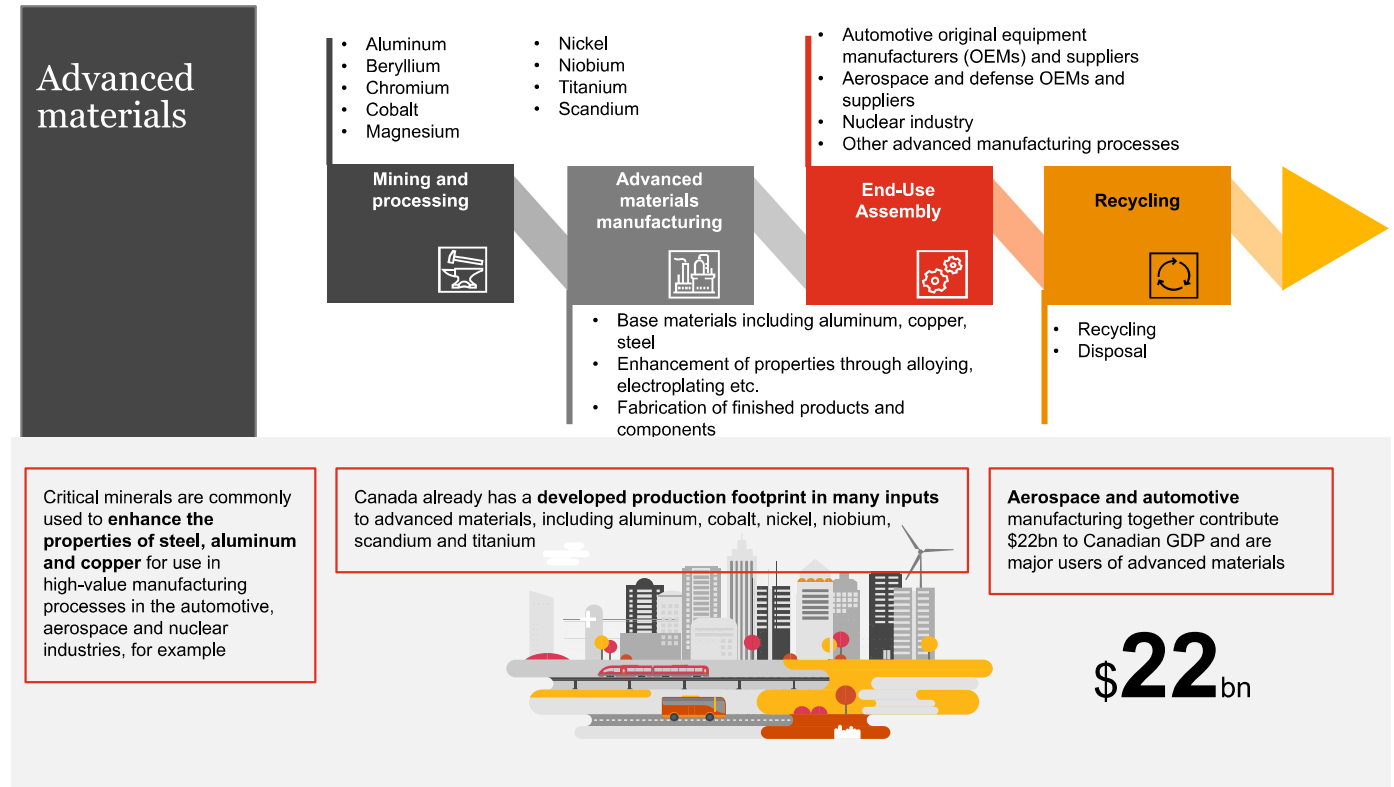 Advanced
materials
• Aluminum
• Beryllium
• Chromium
• Cobalt
• Magnesium
• Nickel
• Niobium
• Titanium
• Scandium
• Automotive original equipment
manufacturers (OEMs) and suppliers
• Aerospace and defense OEMs and
suppliers
• Nuclear industry
• Other advanced manufacturing processes
Mining and
processing
Advanced
materials
manufacturing
End-Use
Assembly
Recycling
• Base materials including aluminum, copper,
steel
• Enhancement of properties through alloying,
electroplating etc.
• Fabrication of finished products and
components
• Recycling
• Disposal
Critical minerals are commonly
used to enhance the
properties of steel, aluminum
and copper for use in
high-value manufacturing
processes in the automotive,
aerospace and nuclear
industries, for example
Canada already has a developed production footprint in many inputs
to advanced materials, including aluminum, cobalt, nickel, niobium,
scandium and titanium
Aerospace and automotive
manufacturing together contribute
$22bn to Canadian GDP and are
major users of advanced materials
$22bn